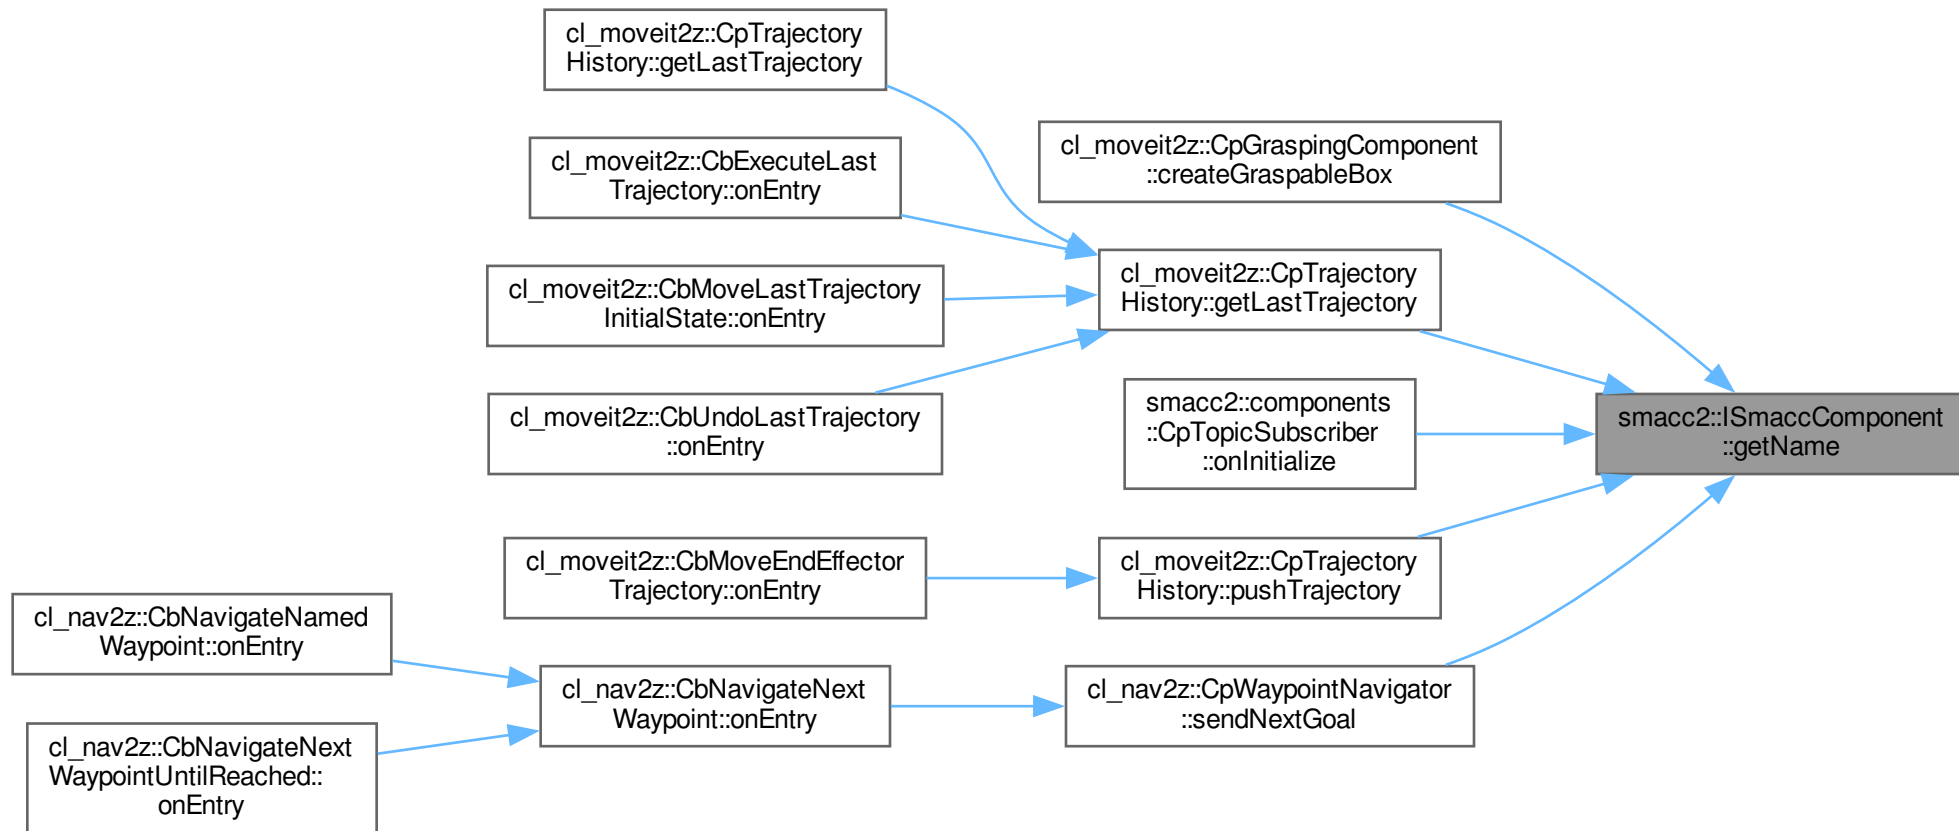 cl_moveit2z::CpTrajectory
History::getLastTrajectory
cl_moveit2z::CpGraspingComponent
::createGraspableBox
cl_moveit2z::CbExecuteLast
Trajectory::onEntry
cl_moveit2z::CbMoveLastTrajectory
InitialState::onEntry
cl_moveit2z::CpTrajectory
History::getLastTrajectory
cl_moveit2z::CbUndoLastTrajectory
::onEntry
smacc2::components
::CpTopicSubscriber
::onInitialize
smacc2::ISmaccComponent
::getName
cl_moveit2z::CbMoveEndEffector
Trajectory::onEntry
cl_moveit2z::CpTrajectory
History::pushTrajectory
cl_nav2z::CbNavigateNamed
Waypoint::onEntry
cl_nav2z::CbNavigateNext
Waypoint::onEntry
cl_nav2z::CpWaypointNavigator
::sendNextGoal
cl_nav2z::CbNavigateNext
WaypointUntilReached::
onEntry